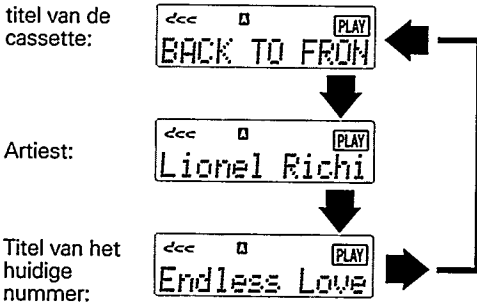 titel van de
cassette:
dcc A PLAY
BACK TO FRON
Artiest:
dcc A PLAY
Lionel Richi
Titel van het
huidige
nummer:
dcc A PLAY
Endless Love